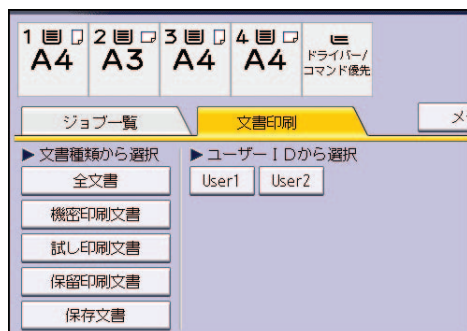 1 2 3 4
A4 A3 A4 A4 ドライバー/
コマンド優先
ジョブ一覧 文書印刷 メ
▶文書種類から選択 ▶ユーザーIDから選択
全文書 User1 User2
機密印刷文書
試し印刷文書
保留印刷文書
保存文書